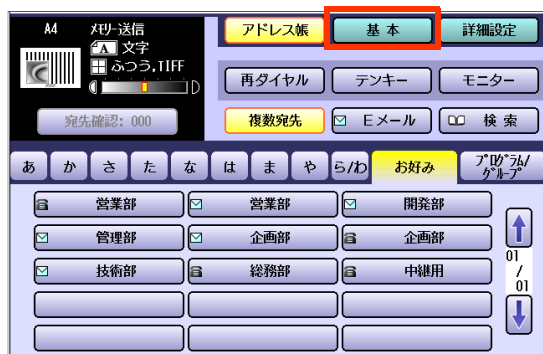 A4 ﾒﾓﾘｰ送信 アドレス帳 基本 詳細設定
A 文字
ふつう,TIFF
D
再ダイヤル テンキー モニター
宛先確認: 000 複数宛先 Eメール 検索
あ か さ た な は ま や ら/わ お好み ﾌﾟﾛｸﾞﾗﾑ/
ｸﾞﾙｰﾌﾟ
営業部 営業部 開発部
管理部 企画部 企画部
技術部 総務部 中継用
01
/
01